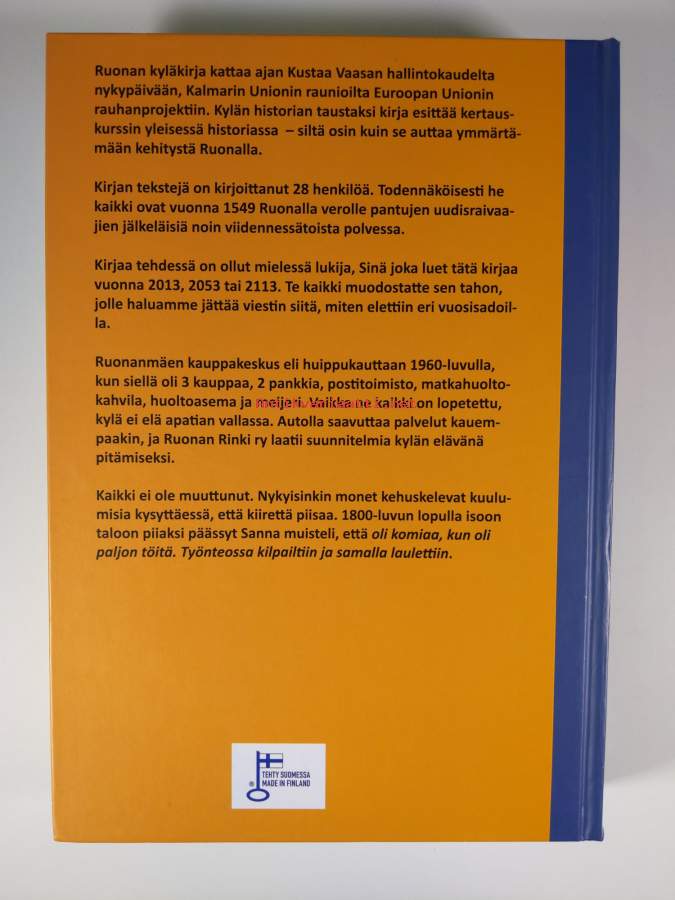 Ruonan kyläkirja kattaa ajan Kustaa Vaasan hallintokaudelta
nykypäivään, Kalmarin Unionin raunioilta Euroopan Unionin
rauhanprojektiin. Kylän historian taustaksi kirja esittää kertaus-
kurssin yleisessä historiassa – siltä osin kuin se auttaa ymmärtä-
mään kehitystä Ruonalla.
Kirjan tekstejä on kirjoittanut 28 henkilöä. Todennäköisesti he
kaikki ovat vuonna 1549 Ruonalla verolle pantujen uudisraivaa-
jien jälkeläisiä noin viidennessätoista polvessa.
Kirjaa tehdessä on ollut mielessä lukija, Sinä joka luet tätä kirjaa
vuonna 2013, 2053 tai 2113. Te kaikki muodostatte sen tahon,
jolle haluamme jättää viestin siitä, miten elettiin eri vuosisadoil-
la.
Ruonanmäen kauppakeskus eli huippukauttaan 1960-luvulla,
kun siellä oli 3 kauppaa, 2 pankkia, postitoimisto, matkahuolto-
kahvila, huoltoasema ja meijeri. Vaikka ne kaikki on lopetettu,
kylä ei elä apatian vallassa. Autolla saavuttaa palvelut kauem-
paakin, ja Ruonan Rinki ry laatii suunnitelmia kylän elävänä
pitämiseksi.
Kaikki ei ole muuttunut. Nykyisinkin monet kehuskelevat kuulu-
misia kysyttäessä, että kiirettä piisaa. 1800-luvun lopulla isoon
taloon piiaksi päässyt Sanna muisteli, että oli komiaa, kun oli
paljon töitä. Työnteossa kilpailtiin ja samalla laulettiin.
®
TEHTY SUOMESSA
MADE IN FINLAND